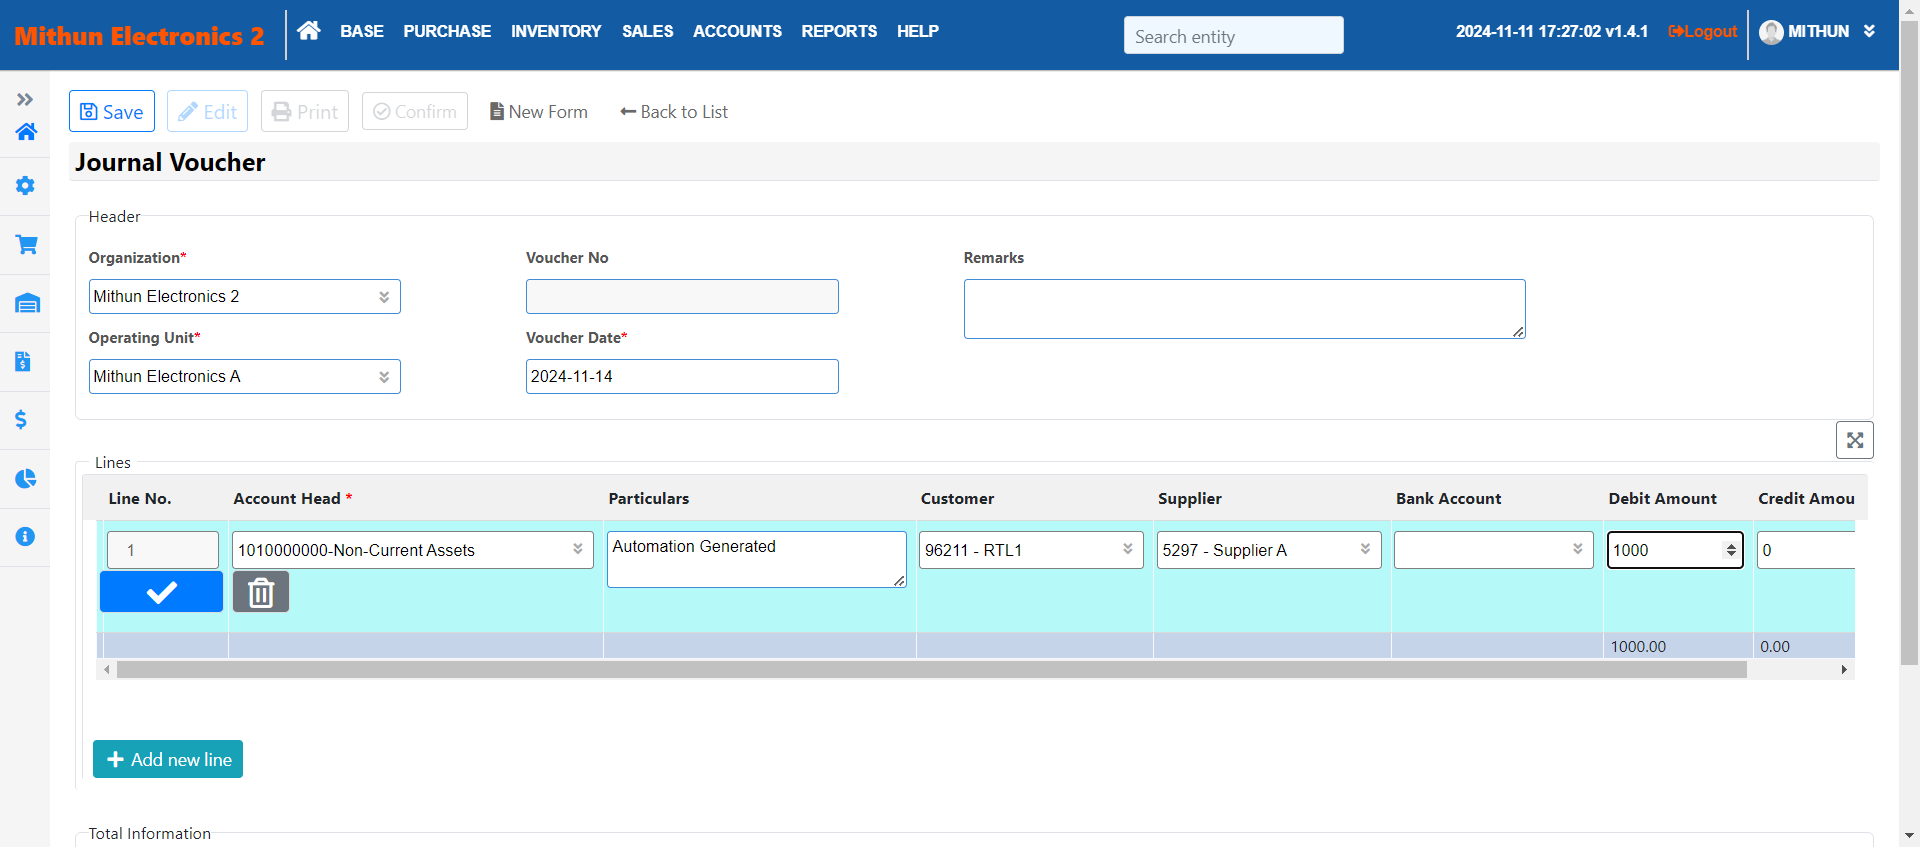 Mithun Electronics 2 BASE PURCHASE INVENTORY SALES ACCOUNTS REPORTS HELP Search entity 2024-11-11 17:27:02 v1.4.1 Logout MITHUN
Save Edit Print Confirm New Form Back to List
Journal Voucher
Header
Organization* Voucher No Remarks
Mithun Electronics 2
Operating Unit* Voucher Date*
Mithun Electronics A 2024-11-14
Lines
Line No. Account Head * Particulars Customer Supplier Bank Account Debit Amount Credit Amou
1 1010000000-Non-Current Assets Automation Generated 96211 - RTL1 5297 - Supplier A 1000 0
1000.00 0.00
Add new line
Total Information